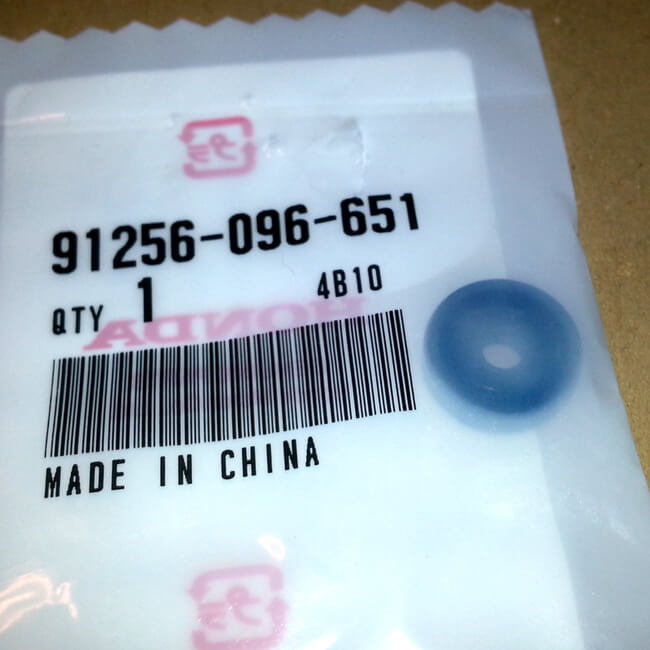 91256-096-651
QTY 1 4B10
HONDA
MADE IN CHINA